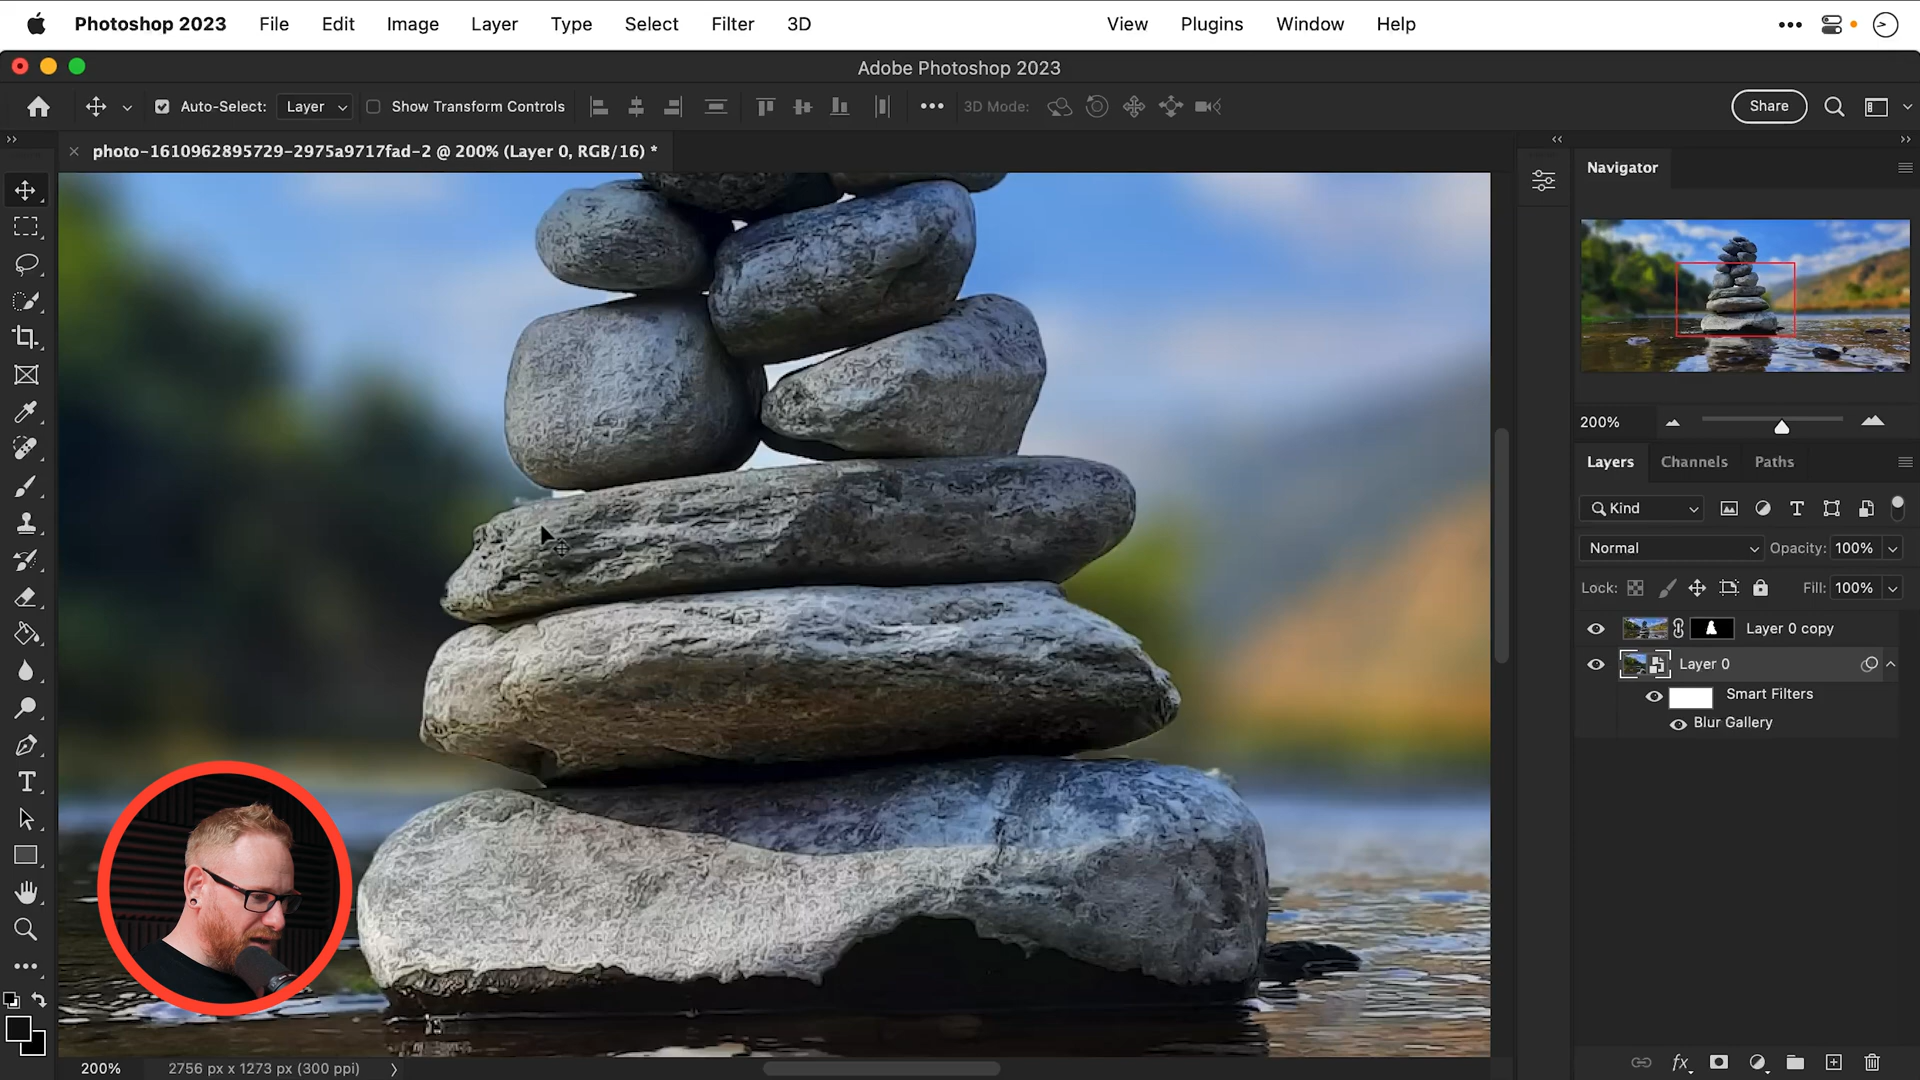 Photoshop 2023 File Edit Image Layer Type Select Filter 3D View Plugins Window Help
Adobe Photoshop 2023
Auto-Select: Layer Show Transform Controls 3D Mode: Share
photo-1610962895729-2975a9717fad-2 @ 200% (Layer 0, RGB/16) *
Navigator
200%
Layers Channels Paths
Kind
Normal Opacity: 100%
Lock: Fill: 100%
Layer 0 copy
Layer 0
Smart Filters
Blur Gallery
200% 2756 px x 1273 px (300 ppi)